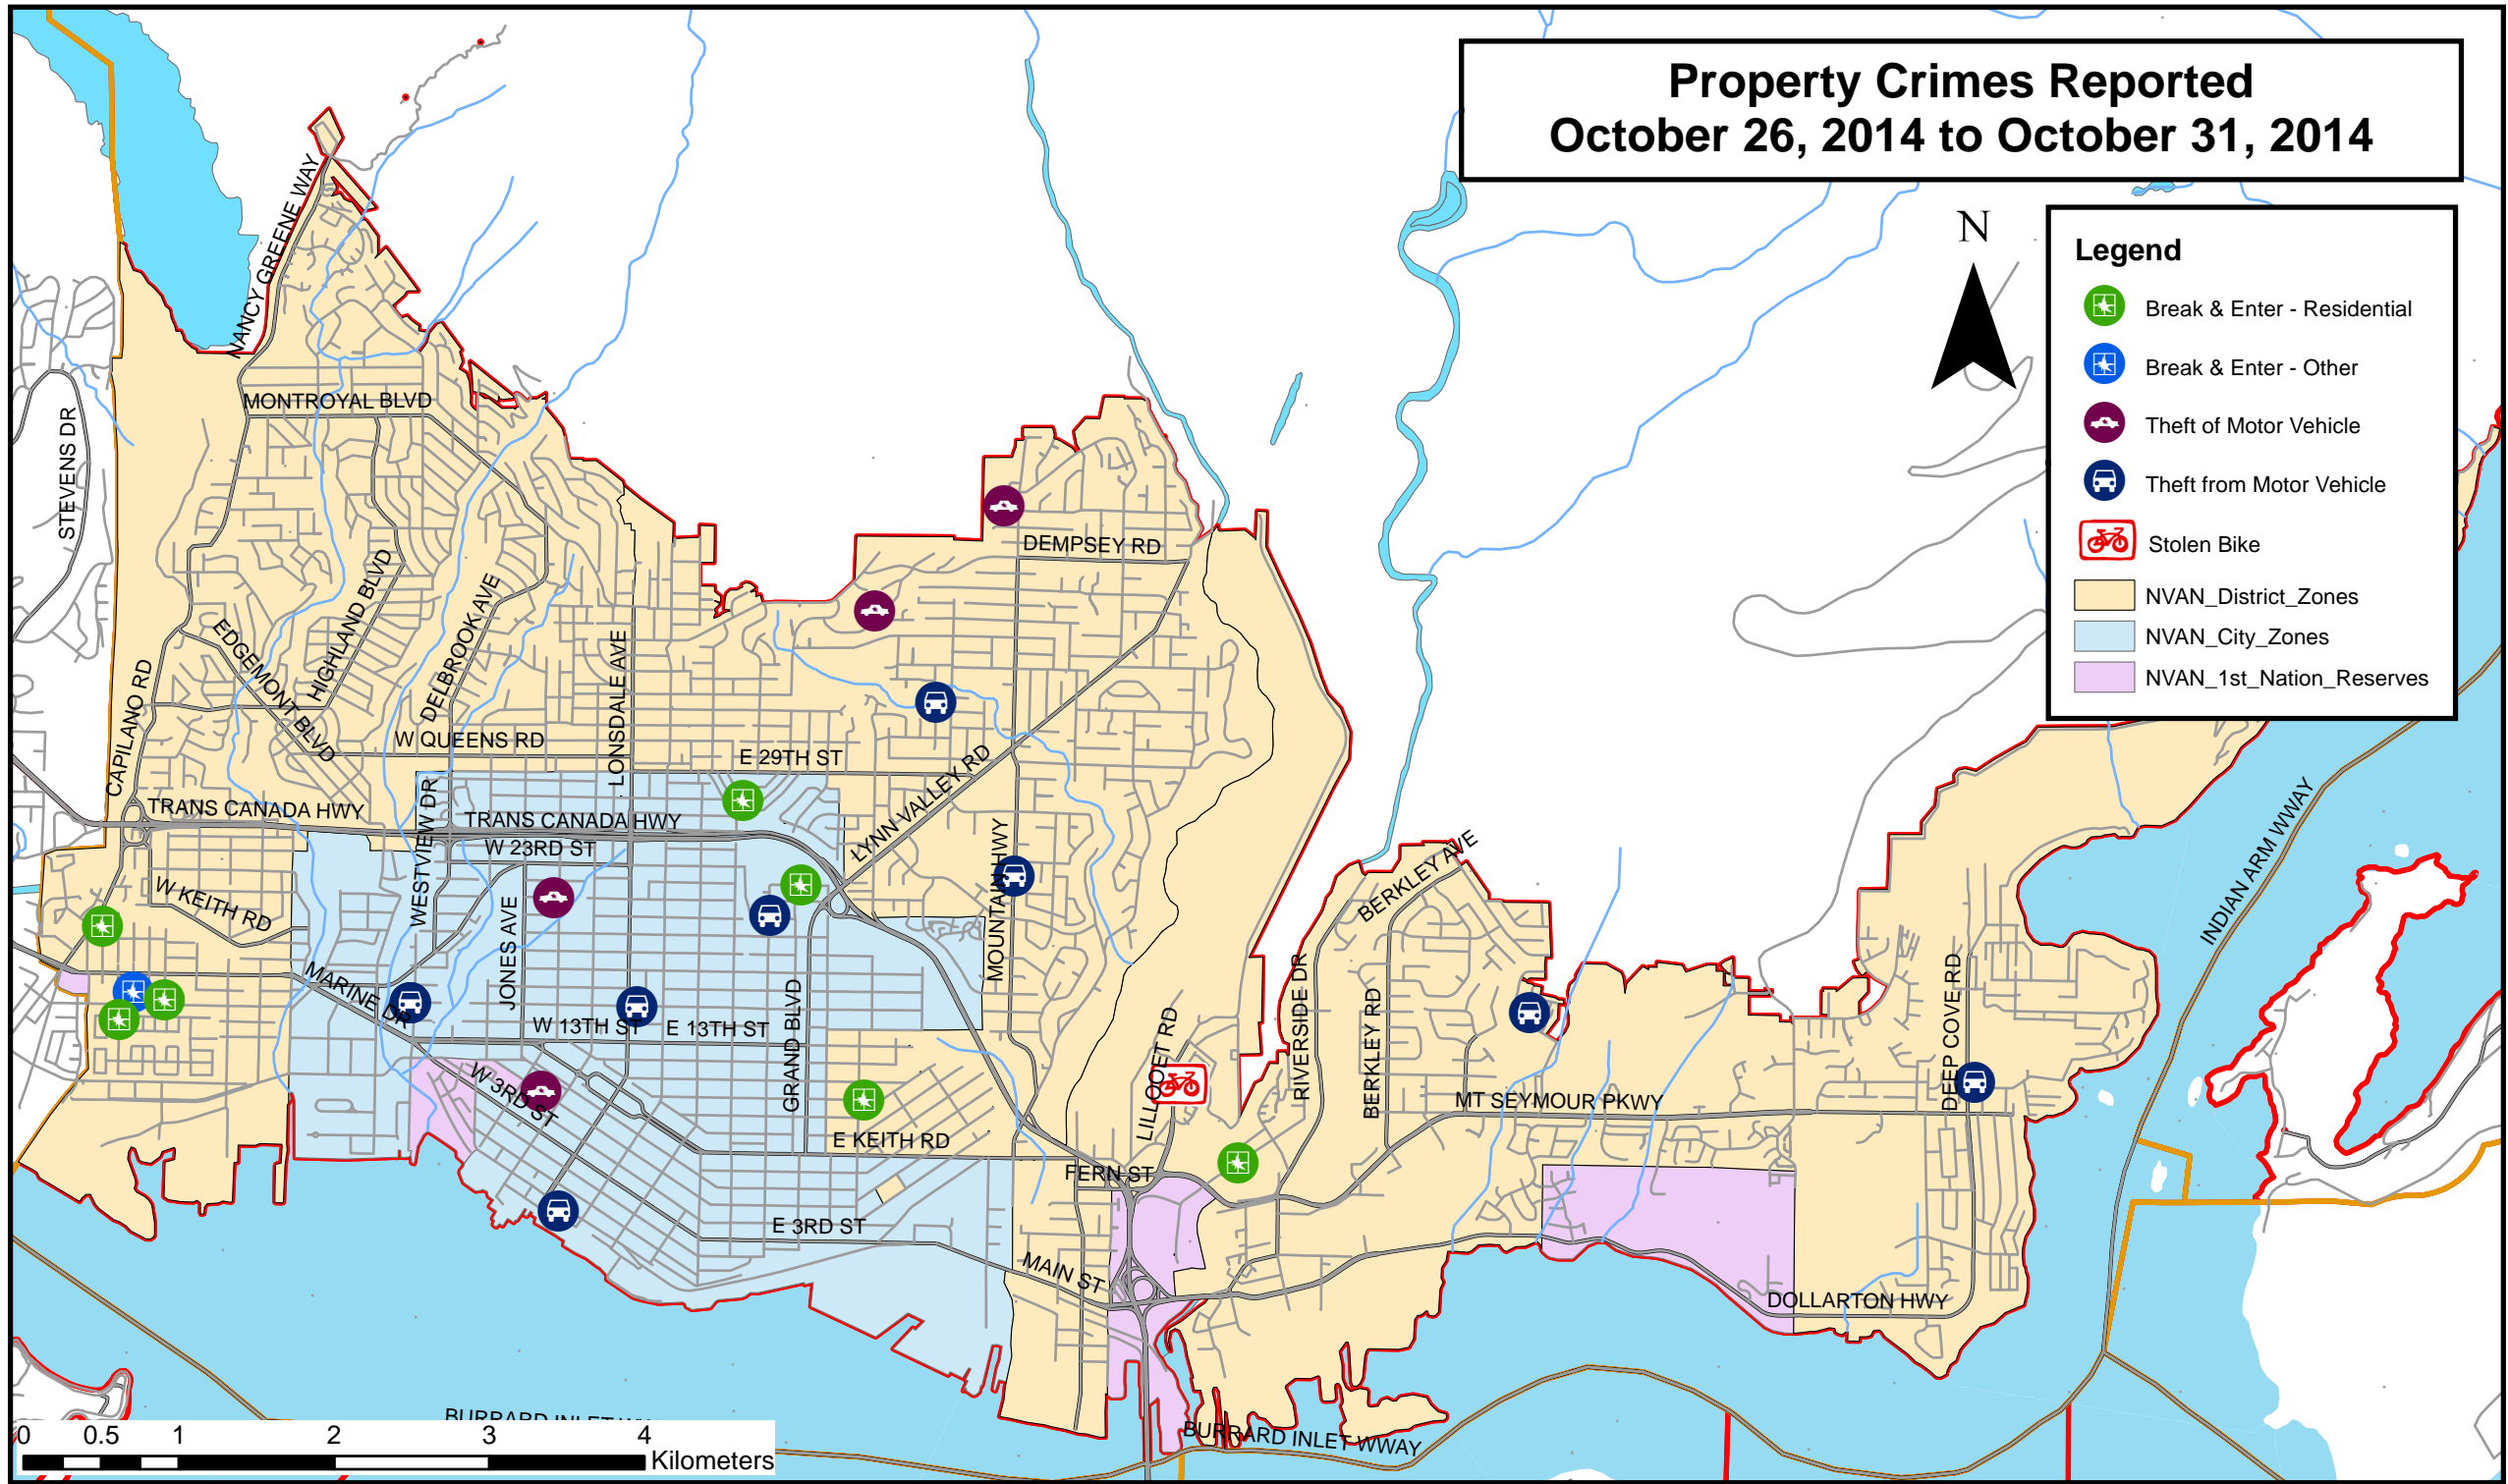 Property Crimes Reported
October 26, 2014 to October 31, 2014
N
Legend
Break & Enter - Residential
Break & Enter - Other
Theft of Motor Vehicle
Theft from Motor Vehicle
Stolen Bike
NVAN_District_Zones
NVAN_City_Zones
NVAN_1st_Nation_Reserves
NANCY GREENE WAY
STEVENS DR
MONTROYAL BLVD
DEMPSEY RD
HIGHLAND BLVD
DELBROOK AVE
EDGEMONT BLVD
CAPILANO RD
LONSDALE AVE
W QUEENS RD
E 29TH ST
LYNN VALLEY RD
TRANS CANADA HWY
TRANS CANADA HWY
WESTVIEW DR
W 23RD ST
MOUNTAIN HWY
BERKLEY AVE
INDIAN ARM WWAY
W KEITH RD
JONES AVE
MARINE DR
W 13TH ST
E 13TH ST
GRAND BLVD
LILLOOET RD
RIVERSIDE DR
BERKLEY RD
DEEP COVE RD
MT SEYMOUR PKWY
W 3RD ST
E KEITH RD
FERN ST
E 3RD ST
MAIN ST
DOLLARTON HWY
BURRARD INLET
BURRARD INLET WWAY
0 0.5 1 2 3 4
Kilometers